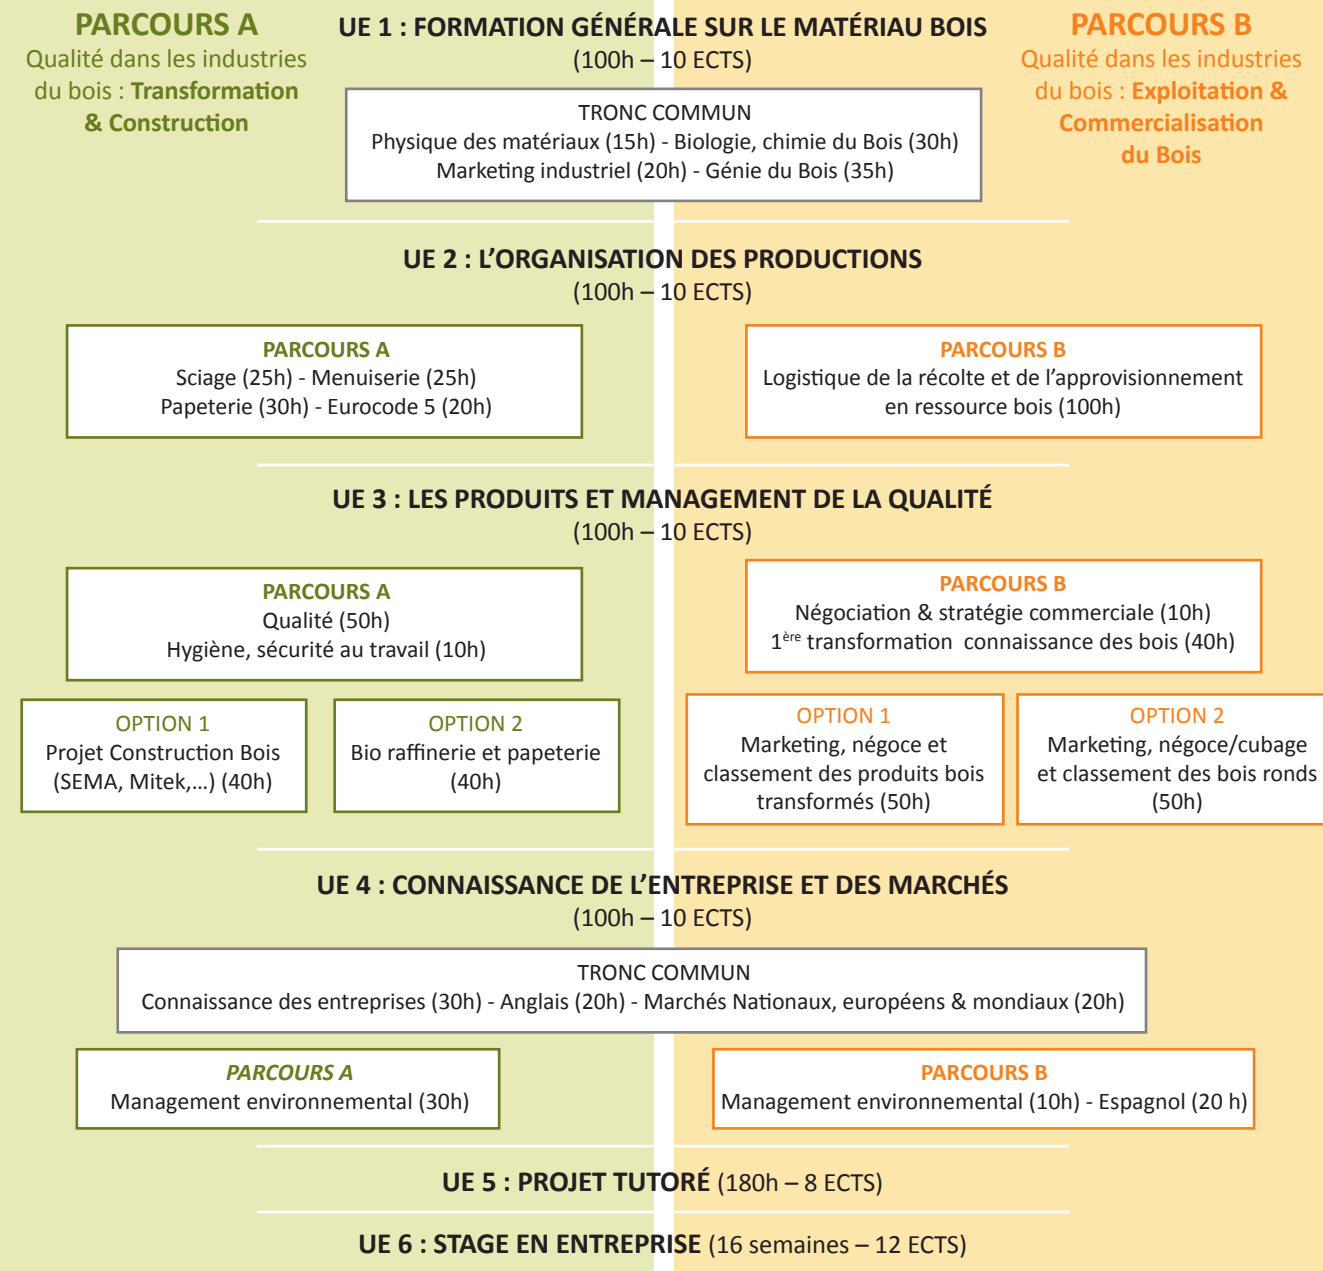 PARCOURS A
Qualité dans les industries
du bois : Transformation
& Construction
UE 1 : FORMATION GÉNÉRALE SUR LE MATÉRIAU BOIS
(100h – 10 ECTS)
PARCOURS B
Qualité dans les industries
du bois : Exploitation &
Commercialisation
du Bois
TRONC COMMUN
Physique des matériaux (15h) - Biologie, chimie du Bois (30h)
Marketing industriel (20h) - Génie du Bois (35h)
UE 2 : L’ORGANISATION DES PRODUCTIONS
(100h – 10 ECTS)
PARCOURS A
Sciage (25h) - Menuiserie (25h)
Papeterie (30h) - Eurocode 5 (20h)
PARCOURS B
Logistique de la récolte et de l’approvisionnement
en ressource bois (100h)
UE 3 : LES PRODUITS ET MANAGEMENT DE LA QUALITÉ
(100h – 10 ECTS)
PARCOURS A
Qualité (50h)
Hygiène, sécurité au travail (10h)
PARCOURS B
Négociation & stratégie commerciale (10h)
1ère transformation connaissance des bois (40h)
OPTION 1
Projet Construction Bois
(SEMA, Mitek,...) (40h)
OPTION 2
Bio raffinerie et papeterie
(40h)
OPTION 1
Marketing, négoce et
classement des produits bois
transformés (50h)
OPTION 2
Marketing, négoce/cubage
et classement des bois ronds
(50h)
UE 4 : CONNAISSANCE DE L’ENTREPRISE ET DES MARCHÉS
(100h – 10 ECTS)
TRONC COMMUN
Connaissance des entreprises (30h) - Anglais (20h) - Marchés Nationaux, européens & mondiaux (20h)
PARCOURS A
Management environnemental (30h)
PARCOURS B
Management environnemental (10h) - Espagnol (20 h)
UE 5 : PROJET TUTORÉ (180h – 8 ECTS)
UE 6 : STAGE EN ENTREPRISE (16 semaines – 12 ECTS)